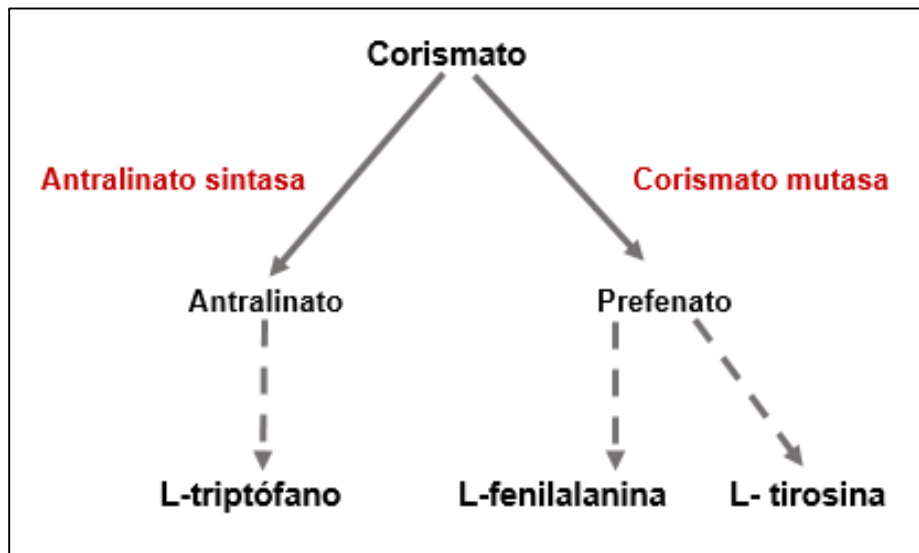 Corismato
Antralinato sintasa
Corismato mutasa
Antralinato
Prefenato
L-triptófano
L-fenilalanina
L- tirosina